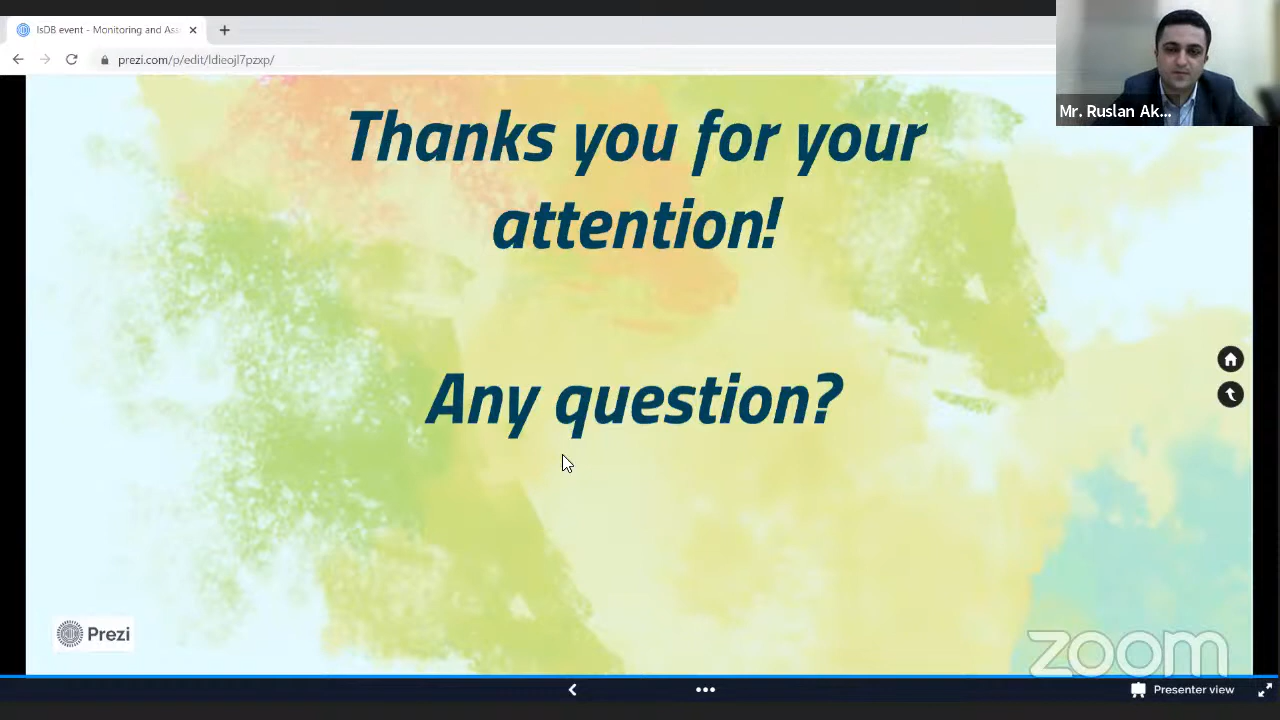 IsDB event - Monitoring and Ass
prezi.com/p/edit/ldieojl7pzxp/
Mr. Ruslan Ak...
Thanks you for your
attention!
Any question?
Prezi
zoom
Presenter view